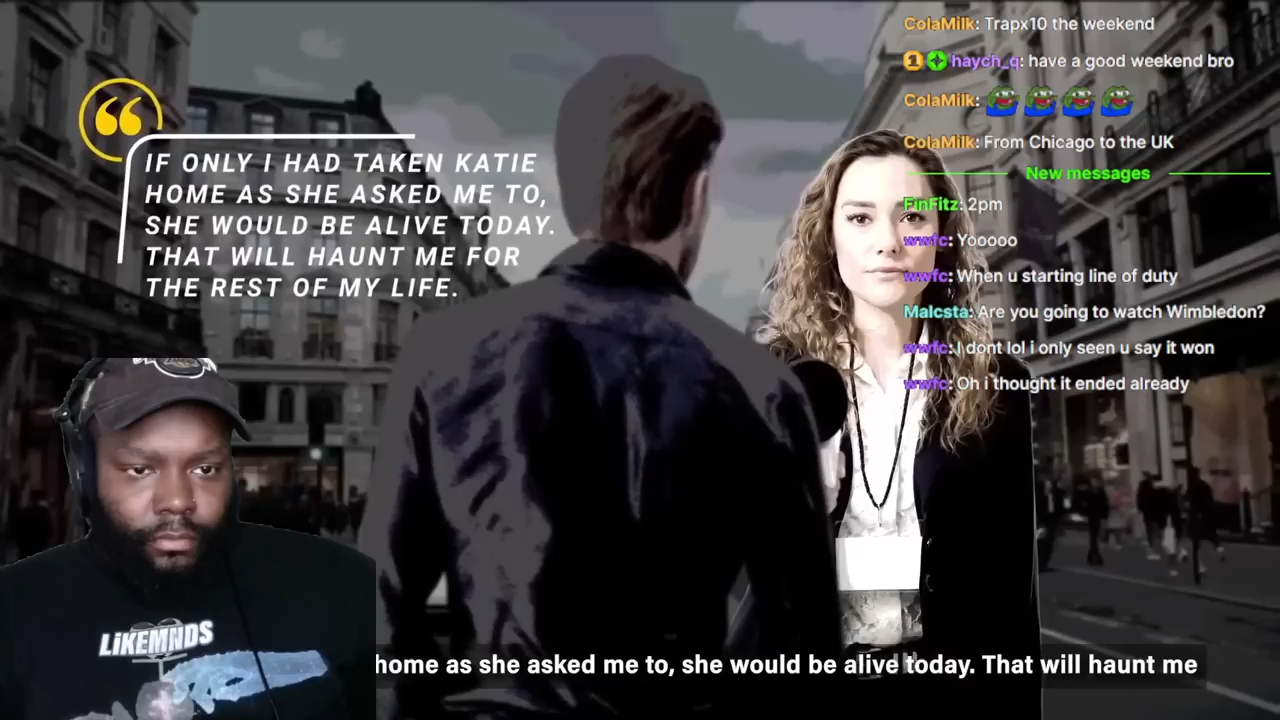 ColaMilk: Trapx10 the weekend
haych_q: have a good weekend bro
ColaMilk:
ColaMilk: From Chicago to the UK
New messages
FinFitz: 2pm
wwfc: Yooooo
wwfc: When u starting line of duty
Malcsta: Are you going to watch Wimbledon?
wwfc: I dont lol i only seen u say it won
wwfc: Oh i thought it ended already
“
IF ONLY I HAD TAKEN KATIE
HOME AS SHE ASKED ME TO,
SHE WOULD BE ALIVE TODAY.
THAT WILL HAUNT ME FOR
THE REST OF MY LIFE.
LiKEMNDS
home as she asked me to, she would be alive today. That will haunt me